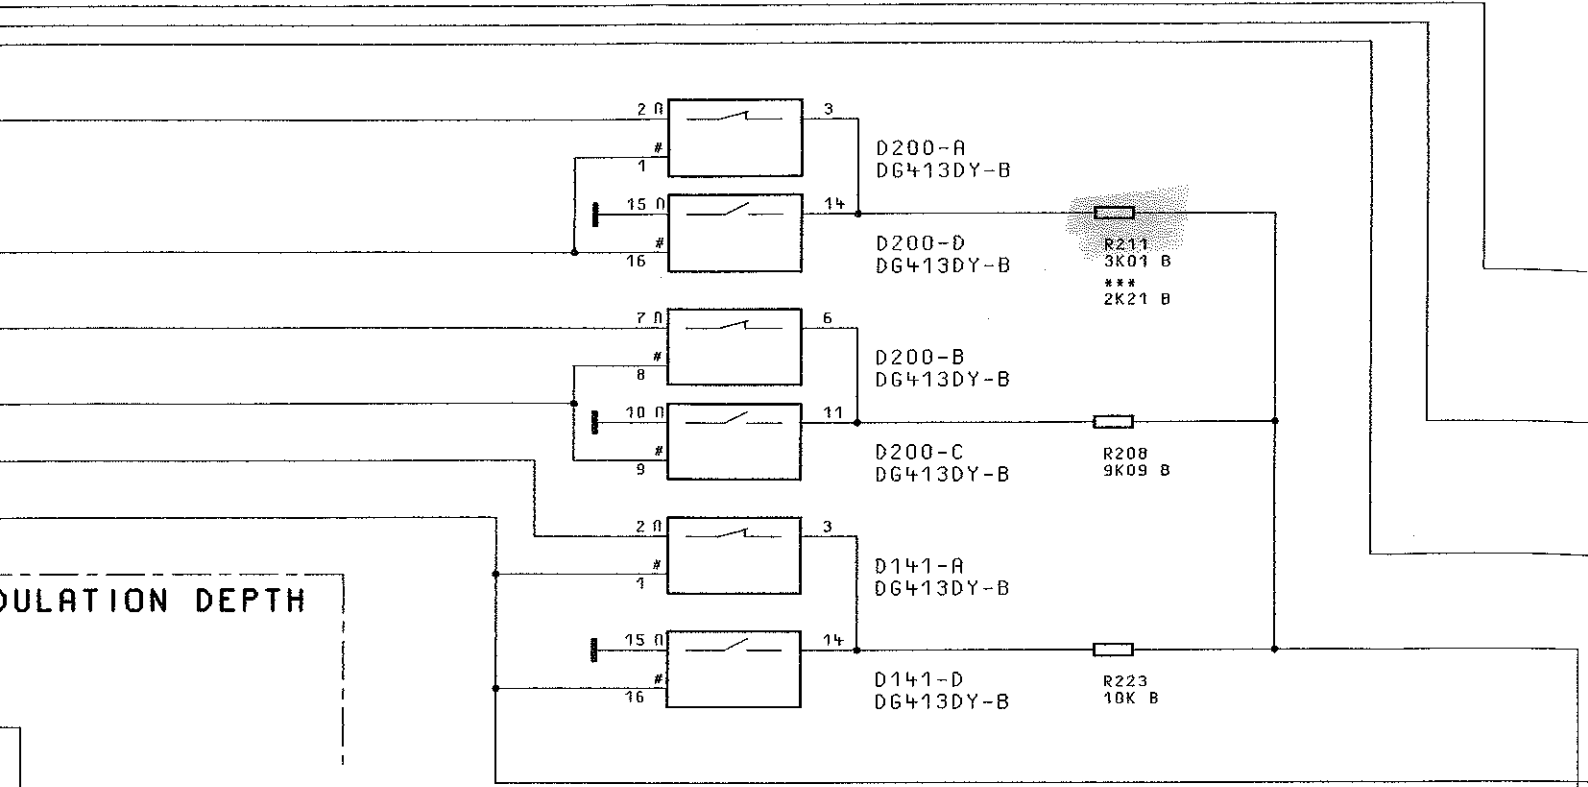 2 3
#
1
D200-A
DG413DY-B
15 14
#
16
D200-D
DG413DY-B
R211
3K01 B
***
2K21 B
7 6
#
8
D200-B
DG413DY-B
10 11
#
9
D200-C
DG413DY-B
R208
9K09 B
2 3
#
1
D141-A
DG413DY-B
DULATION DEPTH
15 14
#
16
D141-D
DG413DY-B
R223
10K B